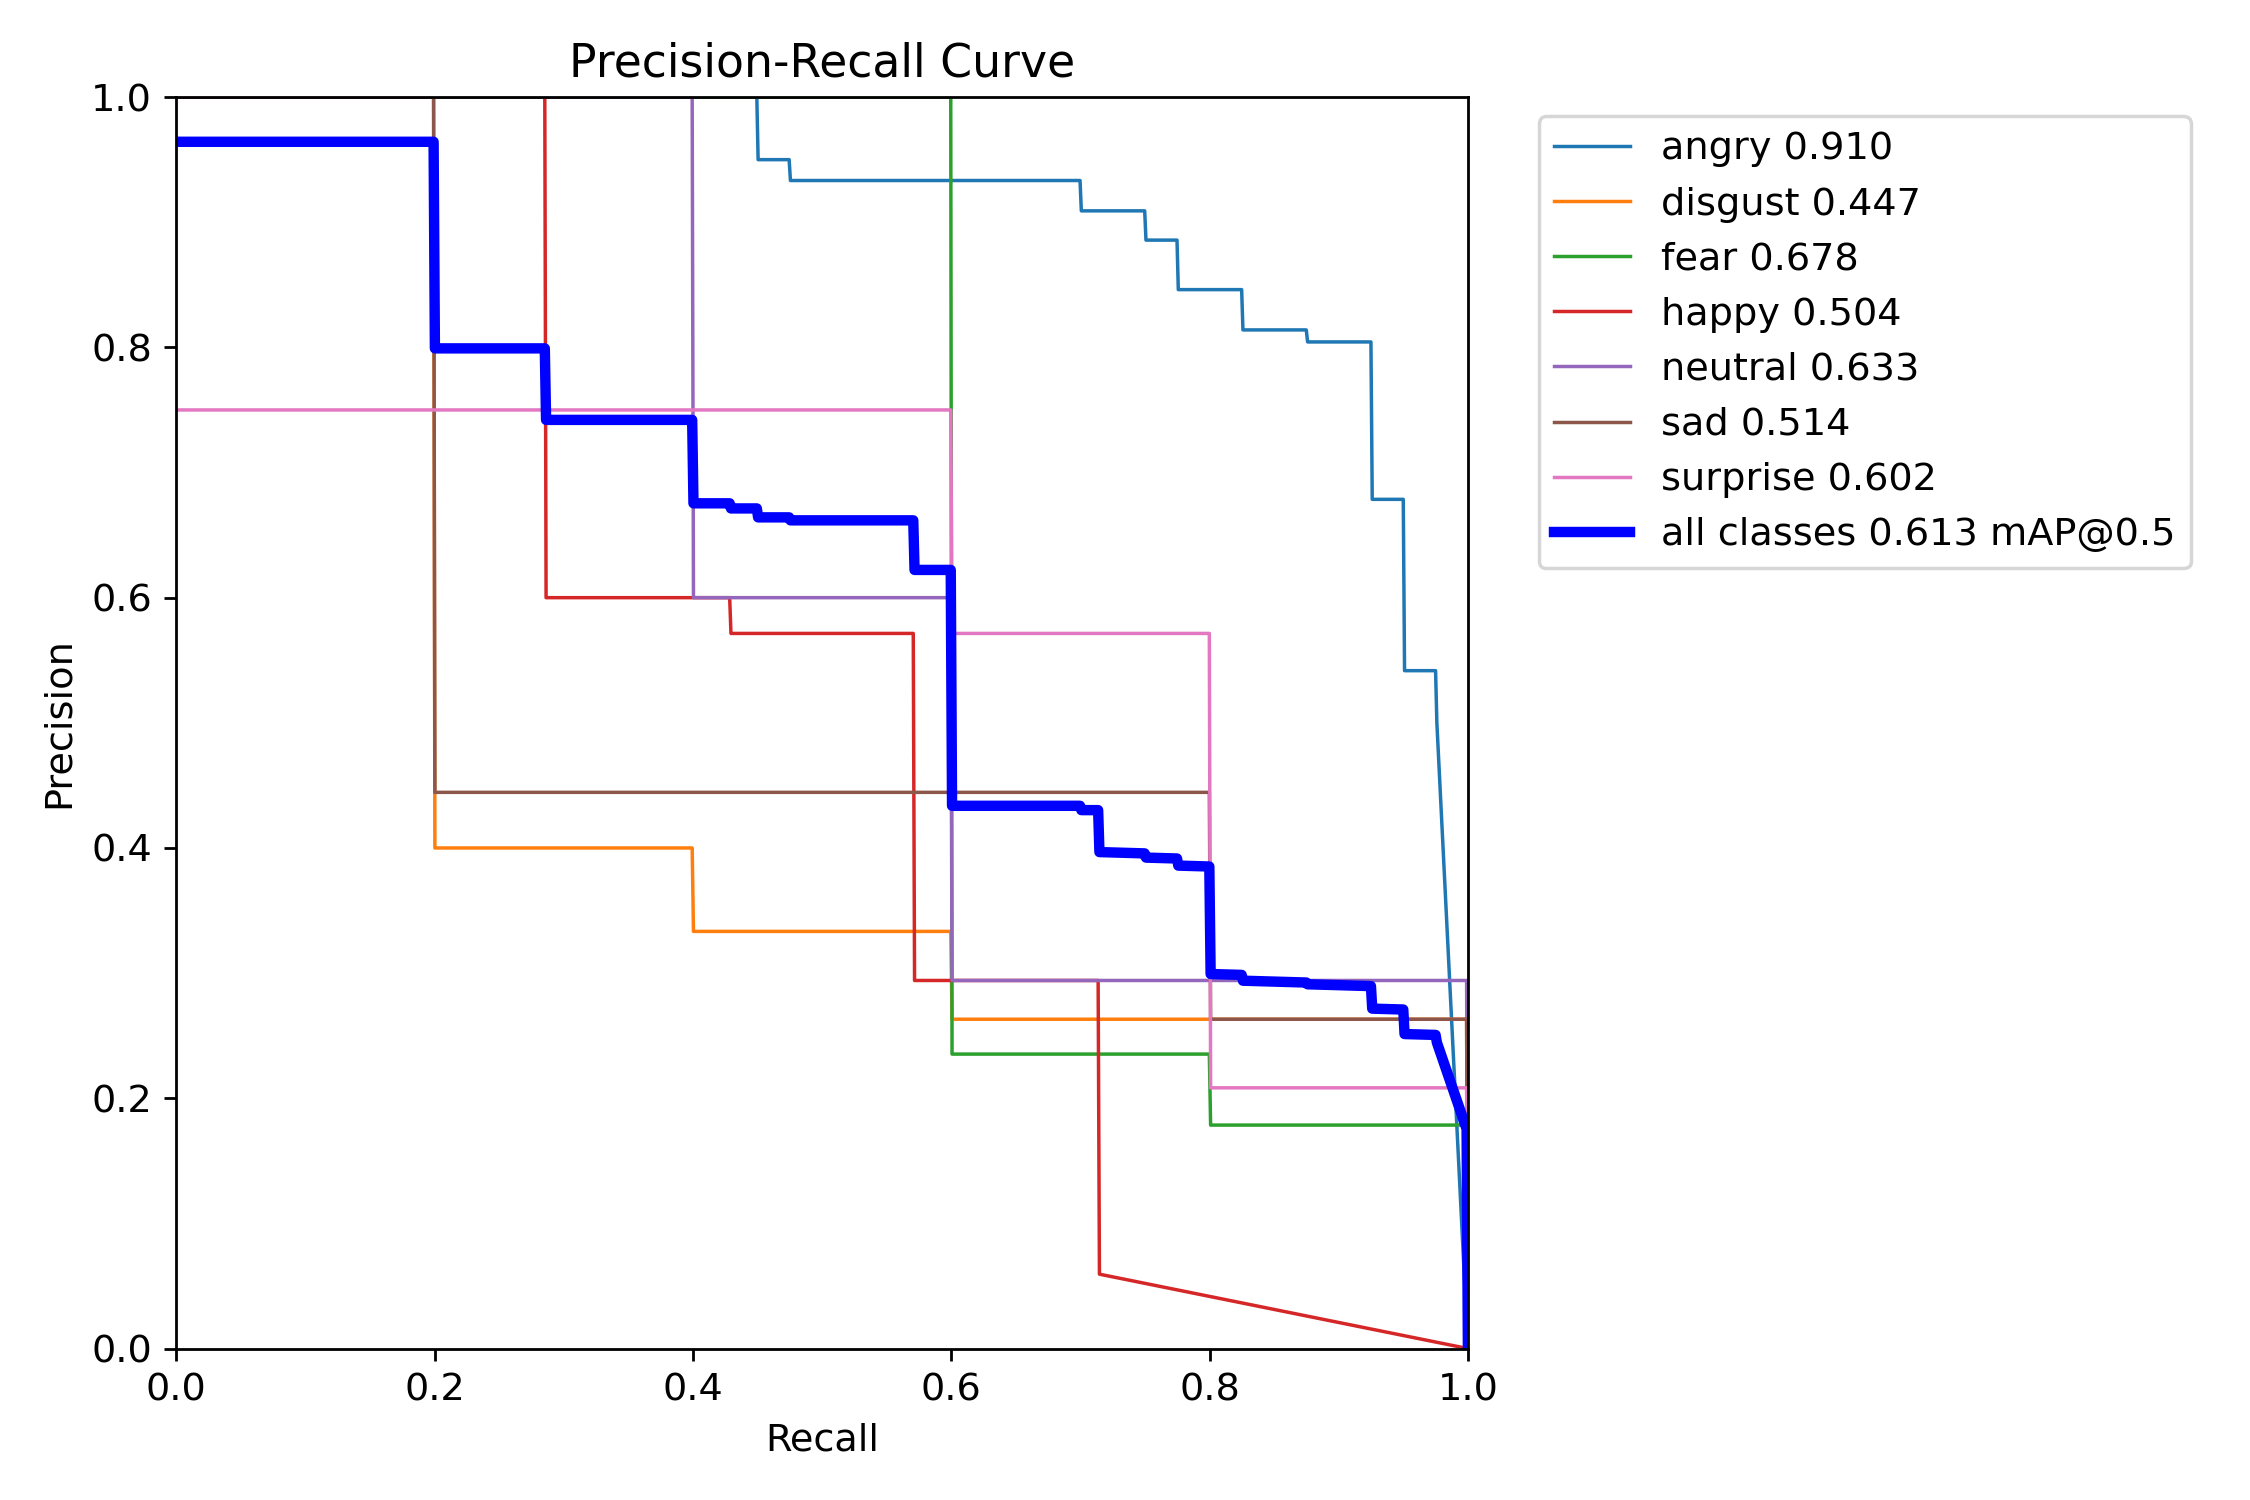 Precision-Recall Curve
1.0
0.8
0.6
0.4
0.2
0.0
Precision
0.0 0.2 0.4 0.6 0.8 1.0
Recall
angry 0.910
disgust 0.447
fear 0.678
happy 0.504
neutral 0.633
sad 0.514
surprise 0.602
all classes 0.613 mAP@0.5